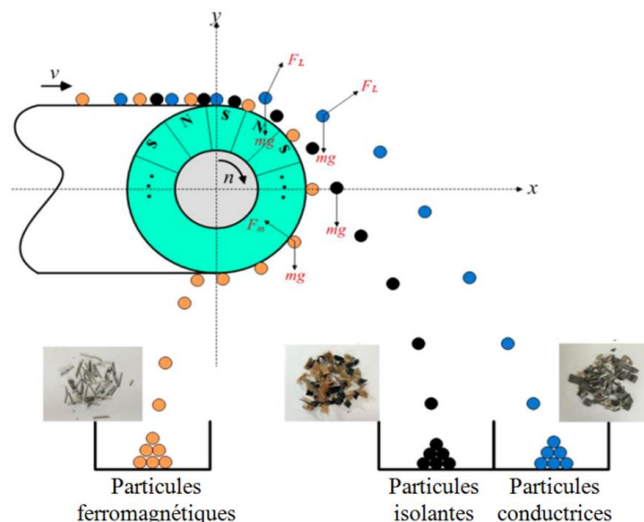 y
v
F_L
F_L
S
N
S
N
S
mg
mg
n
x
mg
F_m
mg
Particules
ferromagnétiques
Particules
isolantes
Particules
conductrices